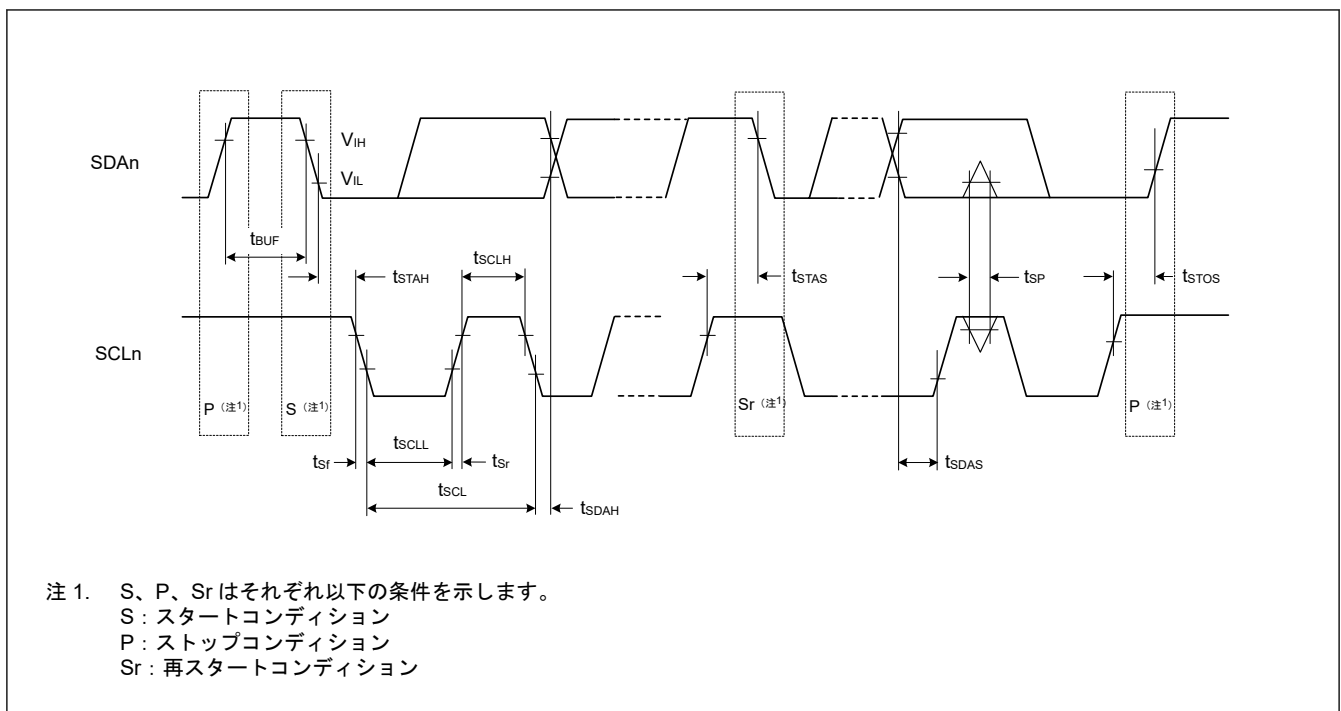 SDAn
VIH
VIL
tBUF
tSTAH
tSCLH
tSTAS
tSP
tSTOS
SCLn
P（注1）
S（注1）
Sr（注1）
P（注1）
tSf
tSCLL
tSr
tSDAS
tSCL
tSDAH
注 1. S、P、Sr はそれぞれ以下の条件を示します。
S：スタートコンディション
P：ストップコンディション
Sr：再スタートコンディション